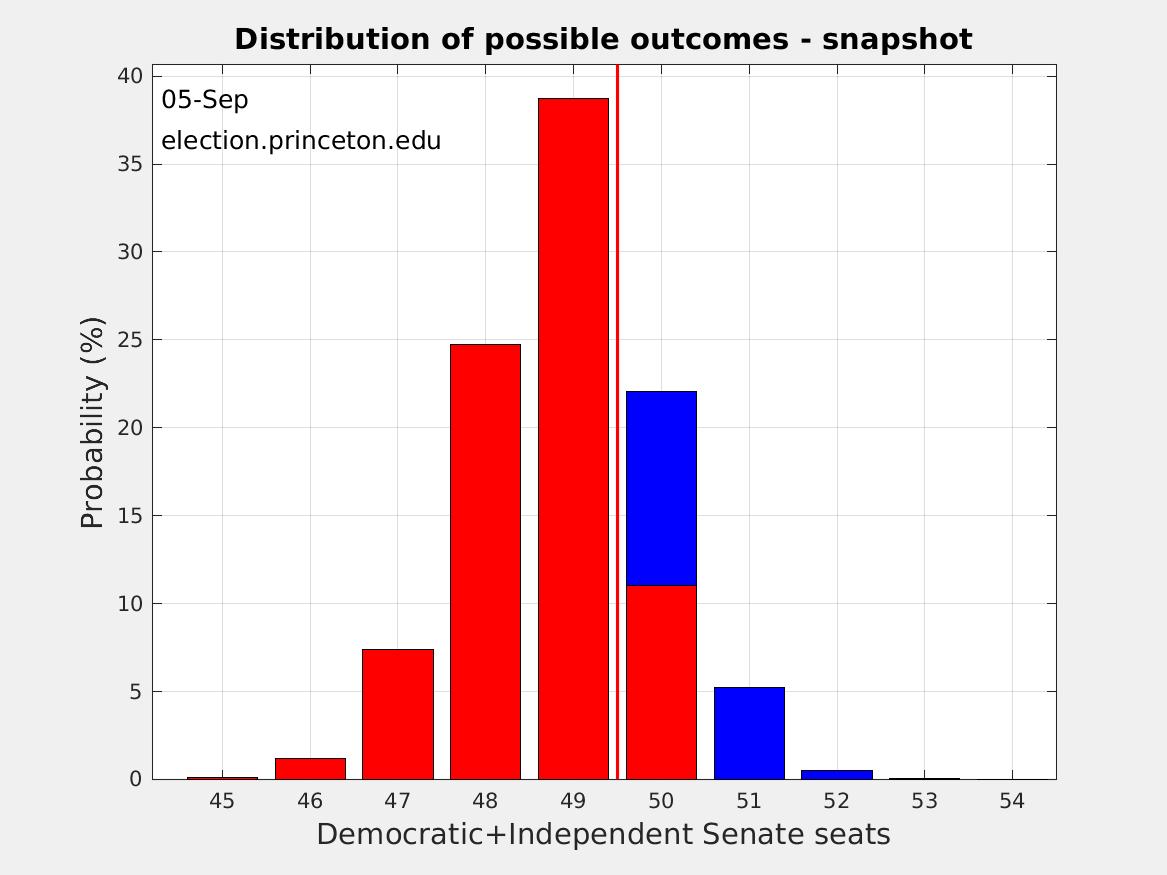 Distribution of possible outcomes - snapshot
05-Sep
election.princeton.edu
40
35
30
25
20
15
10
5
0
Probability (%)
45 46 47 48 49 50 51 52 53 54
Democratic+Independent Senate seats